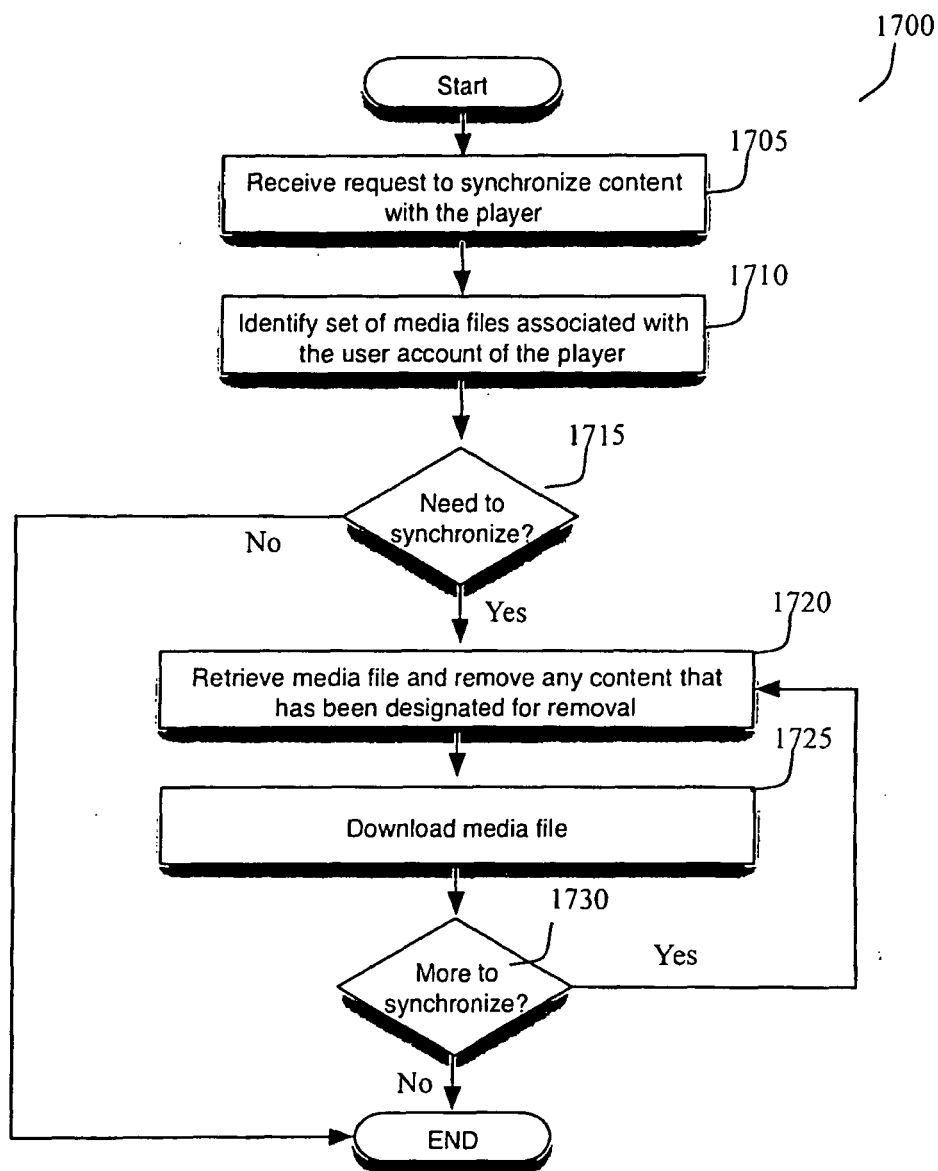 1700
Start
1705
Receive request to synchronize content
with the player
1710
Identify set of media files associated with
the user account of the player
1715
Need to
synchronize?
No
Yes
1720
Retrieve media file and remove any content that
has been designated for removal
1725
Download media file
1730
More to
synchronize?
Yes
No
END